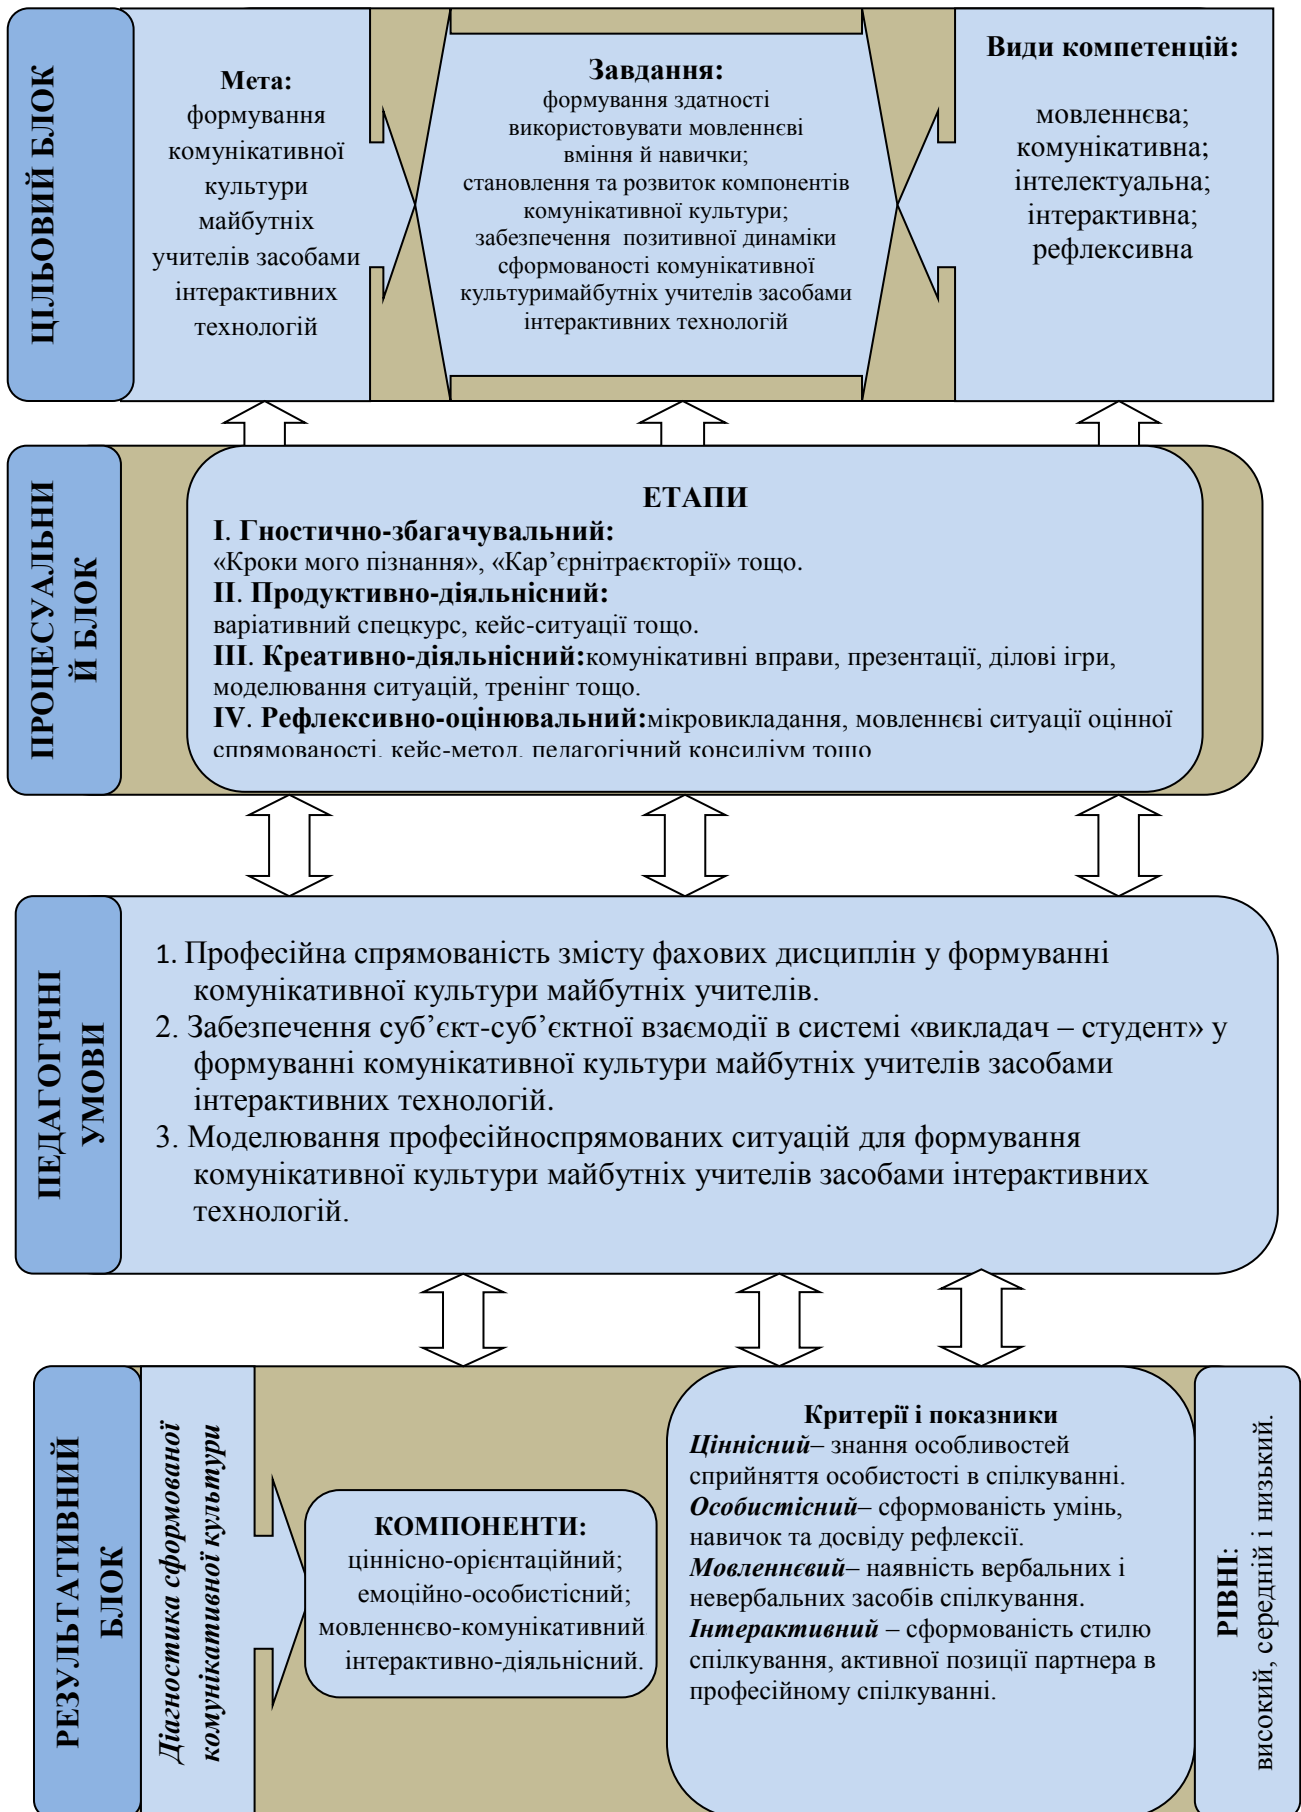 ЦІЛЬОВИЙ БЛОК
Мета:
формування
комунікативної
культури
майбутніх
учителів засобами
інтерактивних
технологій
Завдання:
формування здатності
використовувати мовленнєві
вміння й навички;
становлення та розвиток компонентів
комунікативної культури;
забезпечення позитивної динаміки
сформованості комунікативної
культуримайбутніх учителів засобами
інтерактивних технологій
Види компетенцій:
мовленнєва;
комунікативна;
інтелектуальна;
інтерактивна;
рефлексивна
ПРОЦЕСУАЛЬНИ
Й БЛОК
ЕТАПИ
I. Гностично-збагачувальний:
«Кроки мого пізнання», «Кар’єрнітраєкторії» тощо.
II. Продуктивно-діяльнісний:
варіативний спецкурс, кейс-ситуації тощо.
III. Креативно-діяльнісний:комунікативні вправи, презентації, ділові ігри,
моделювання ситуацій, тренінг тощо.
IV. Рефлексивно-оцінювальний:мікровикладання, мовленнєві ситуації оцінної
спрямованості, кейс-метод, педагогічний консиліум тощо
ПЕДАГОГІЧНІ
УМОВИ
1. Професійна спрямованість змісту фахових дисциплін у формуванні
комунікативної культури майбутніх учителів.
2. Забезпечення суб’єкт-суб’єктної взаємодії в системі «викладач – студент» у
формуванні комунікативної культури майбутніх учителів засобами
інтерактивних технологій.
3. Моделювання професійноспрямованих ситуацій для формування
комунікативної культури майбутніх учителів засобами інтерактивних
технологій.
РЕЗУЛЬТАТИВНИЙ
БЛОК
Діагностика сформованої
комунікативної культури
КОМПОНЕНТИ:
ціннісно-орієнтаційний;
емоційно-особистісний;
мовленнєво-комунікативний
інтерактивно-діяльнісний.
Критерії і показники
Ціннісний– знання особливостей
сприйняття особистості в спілкуванні.
Особистісний– сформованість умінь,
навичок та досвіду рефлексії.
Мовленнєвий– наявність вербальних і
невербальних засобів спілкування.
Інтерактивний – сформованість стилю
спілкування, активної позиції партнера в
професійному спілкуванні.
РІВНІ:
високий, середній і низький.